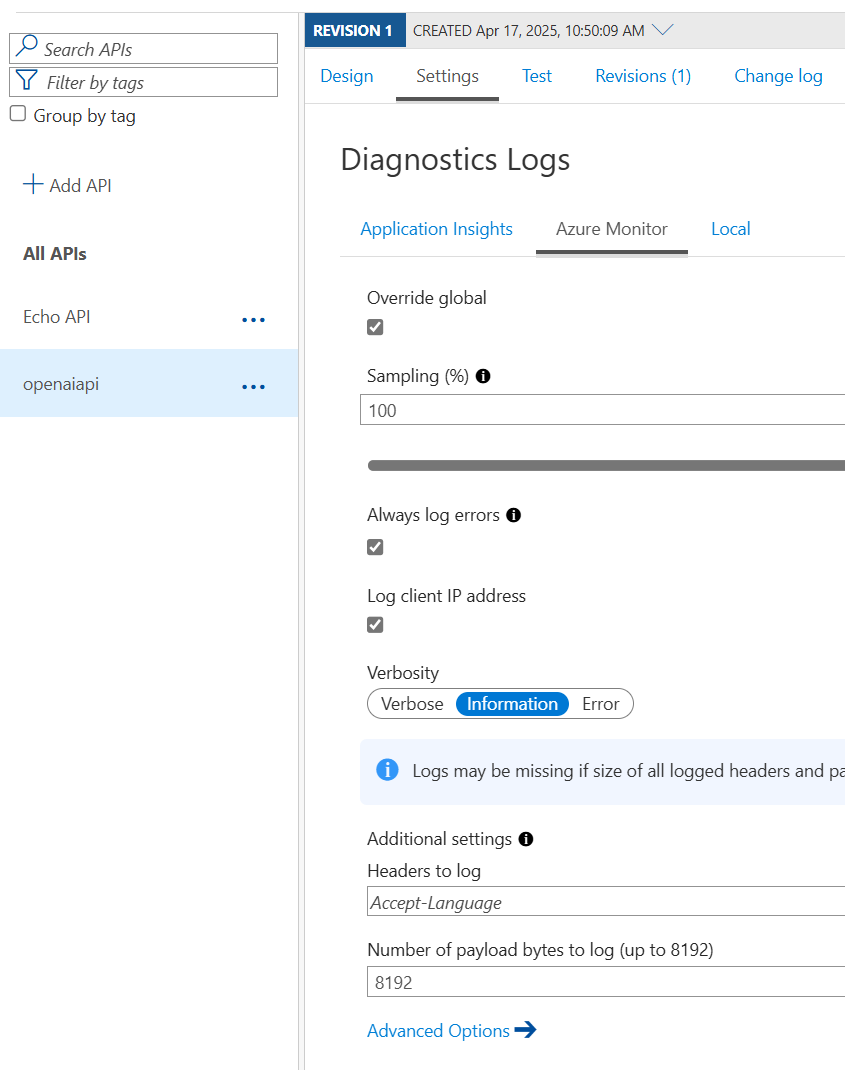 REVISION 1 CREATED Apr 17, 2025, 10:50:09 AM
Search APIs
Filter by tags
Group by tag
Add API
All APIs
Echo API
openaiapi
Design Settings Test Revisions (1) Change log
Diagnostics Logs
Application Insights Azure Monitor Local
Override global
Sampling (%)
100
Always log errors
Log client IP address
Verbosity
Verbose Information Error
Logs may be missing if size of all logged headers and pa
Additional settings
Headers to log
Accept-Language
Number of payload bytes to log (up to 8192)
8192
Advanced Options